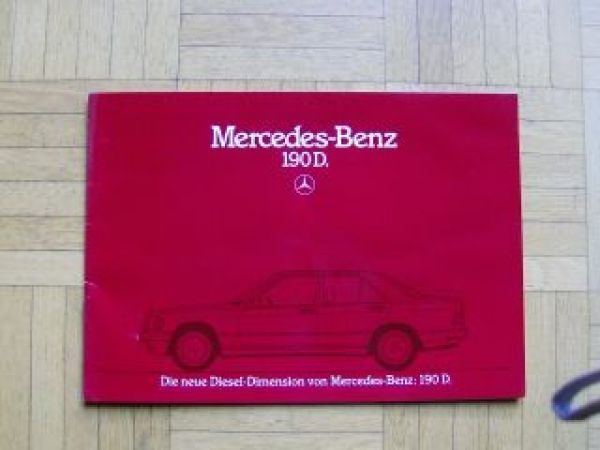 Mercedes-Benz
190 D.
Die neue Diesel-Dimension von Mercedes-Benz: 190 D.